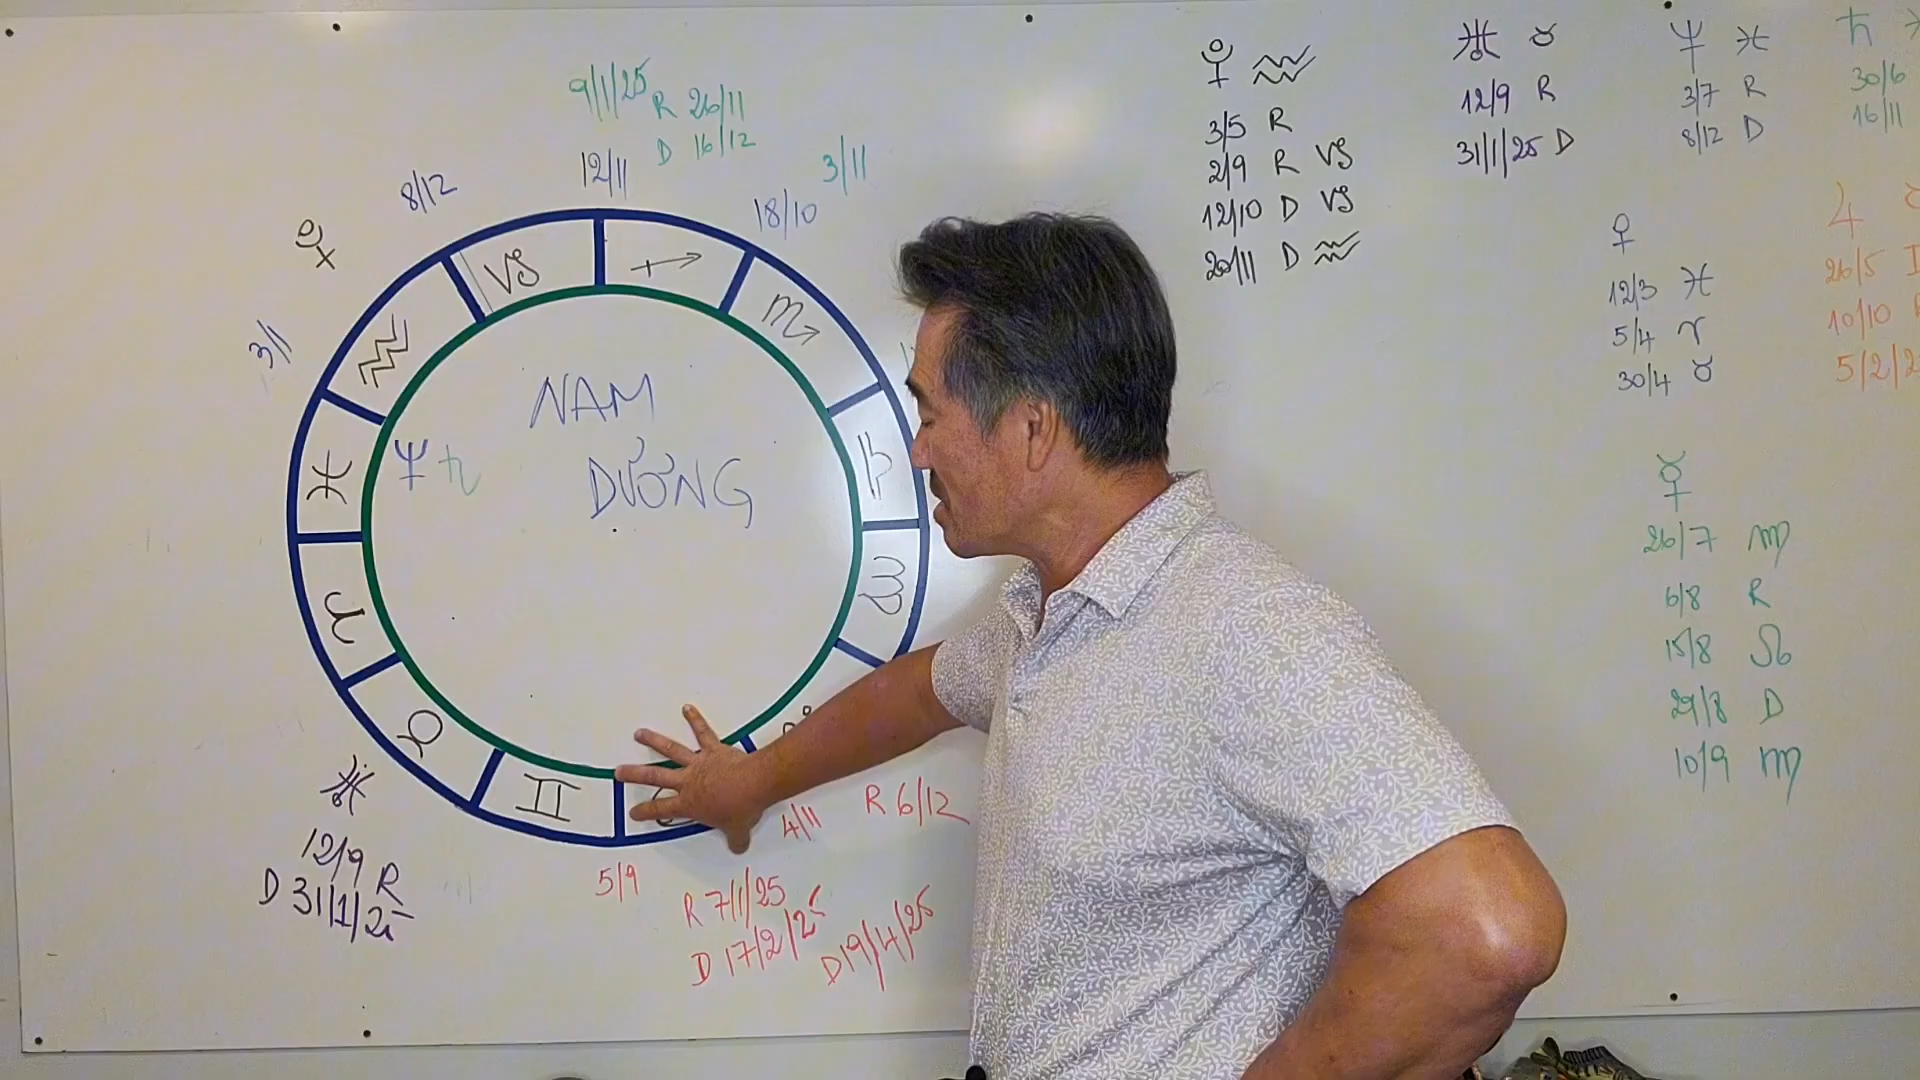 9/1/25
R 26/11
D 16/12
8/12
12/11
18/10
3/11
3/1
♑
♐
♏
♒
♓
♎
♍
♈
♉
♊
NAM
DƯƠNG
♆ ♄
♅
12/9 R
D 31/1/25
5/9
4/11
R 6/12
R 7/1/25
D 17/2/25
D 19/4/25
♒
3/5 R
2/9 R ♑
12/10 D ♑
20/11 D ♒
♅ ♉
12/9 R
31/1/25 D
♆ ♓
3/7 R
8/12 D
♄
30/6
16/11
♀
12/3 ♓
5/4 ♈
30/4 ♉
♃
26/5
10/10
5/2/2
☿
26/7 ♍
6/8 R
15/8 ♌
29/8 D
10/9 ♍